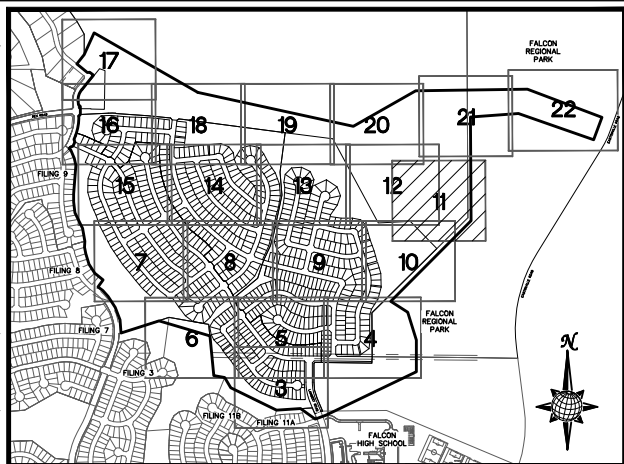 FALCON
REGIONAL
PARK
17
22
21
16
18
19
20
FILING 9
15
14
13
12
11
7
8
9
10
FILING 8
FALCON
REGIONAL
PARK
FILING 7
6
5
4
N
FILING 3
3
FILING 11B
FILING 11A
FALCON
HIGH SCHOOL